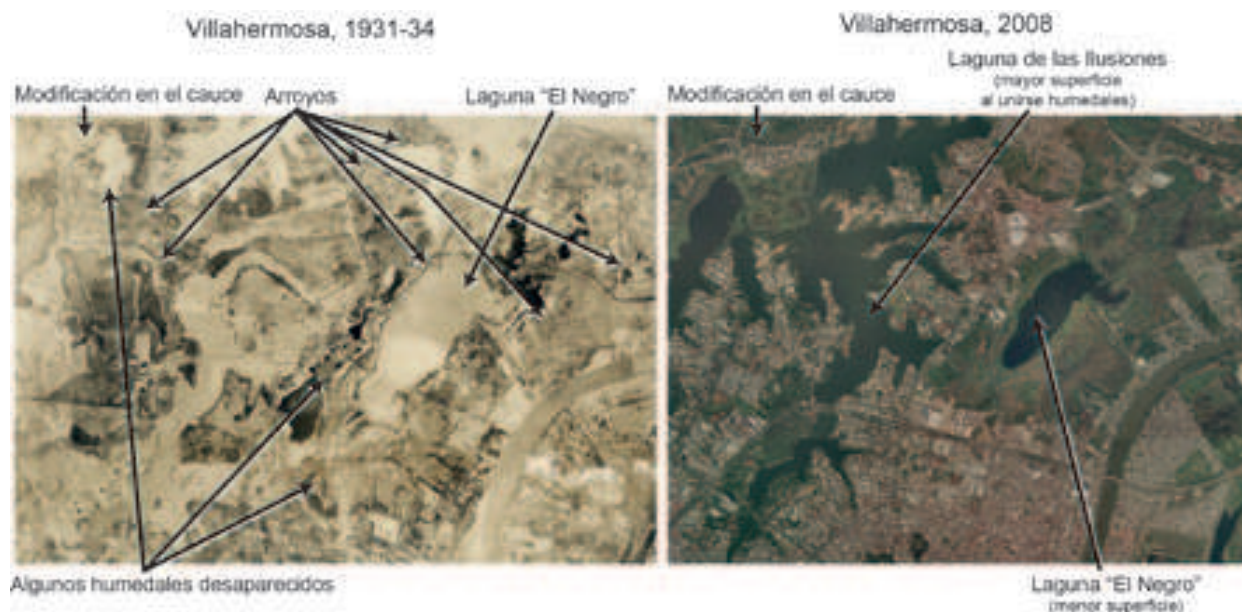 Villahermosa, 1931-34
Modificación en el cauce
Arroyos
Laguna "El Negro"
Algunos humedales desaparecidos
Villahermosa, 2008
Modificación en el cauce
Laguna de las Ilusiones
(mayor superficie
al unirse humedales)
Laguna "El Negro"
(menor superficie)